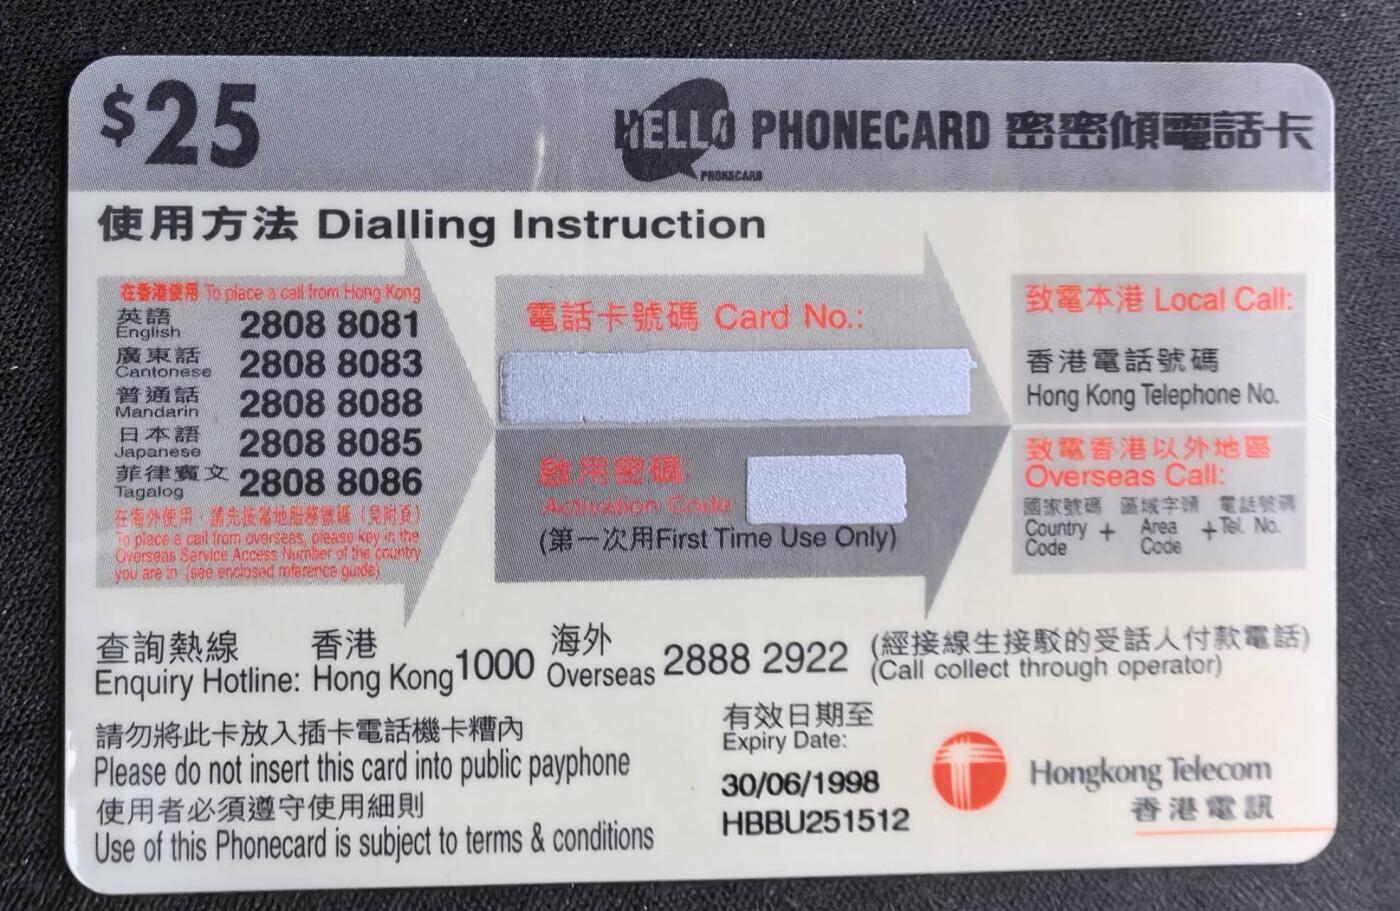 $25
HELLO PHONECARD 密密傾電話卡
PHONECARD
使用方法 Dialling Instruction
在香港使用 To place a call from Hong Kong
英語 2808 8081
English
廣東話 2808 8083
Cantonese
普通話 2808 8088
Mandarin
日本語 2808 8085
Japanese
菲律賓文 2808 8086
Tagalog
在海外使用，請先按當地服務號碼（見附頁）
To place a call from overseas, please key in the
Overseas Service Access Number of the country
you are in (see enclosed reference guide)
電話卡號碼 Card No.:
啟用密碼:
Activation Code:
(第一次用First Time Use Only)
致電本港 Local Call:
香港電話號碼
Hong Kong Telephone No.
致電香港以外地區
Overseas Call:
國家號碼 區域字頭 電話號碼
Country + Area + Tel. No.
Code Code
查詢熱線 香港 1000 海外 2888 2922 (經接線生接駁的受話人付款電話)
Enquiry Hotline: Hong Kong Overseas (Call collect through operator)
請勿將此卡放入插卡電話機卡糟內
Please do not insert this card into public payphone
使用者必須遵守使用細則
Use of this Phonecard is subject to terms & conditions
有效日期至
Expiry Date:
30/06/1998
HBBU251512
Hongkong Telecom
香港電訊